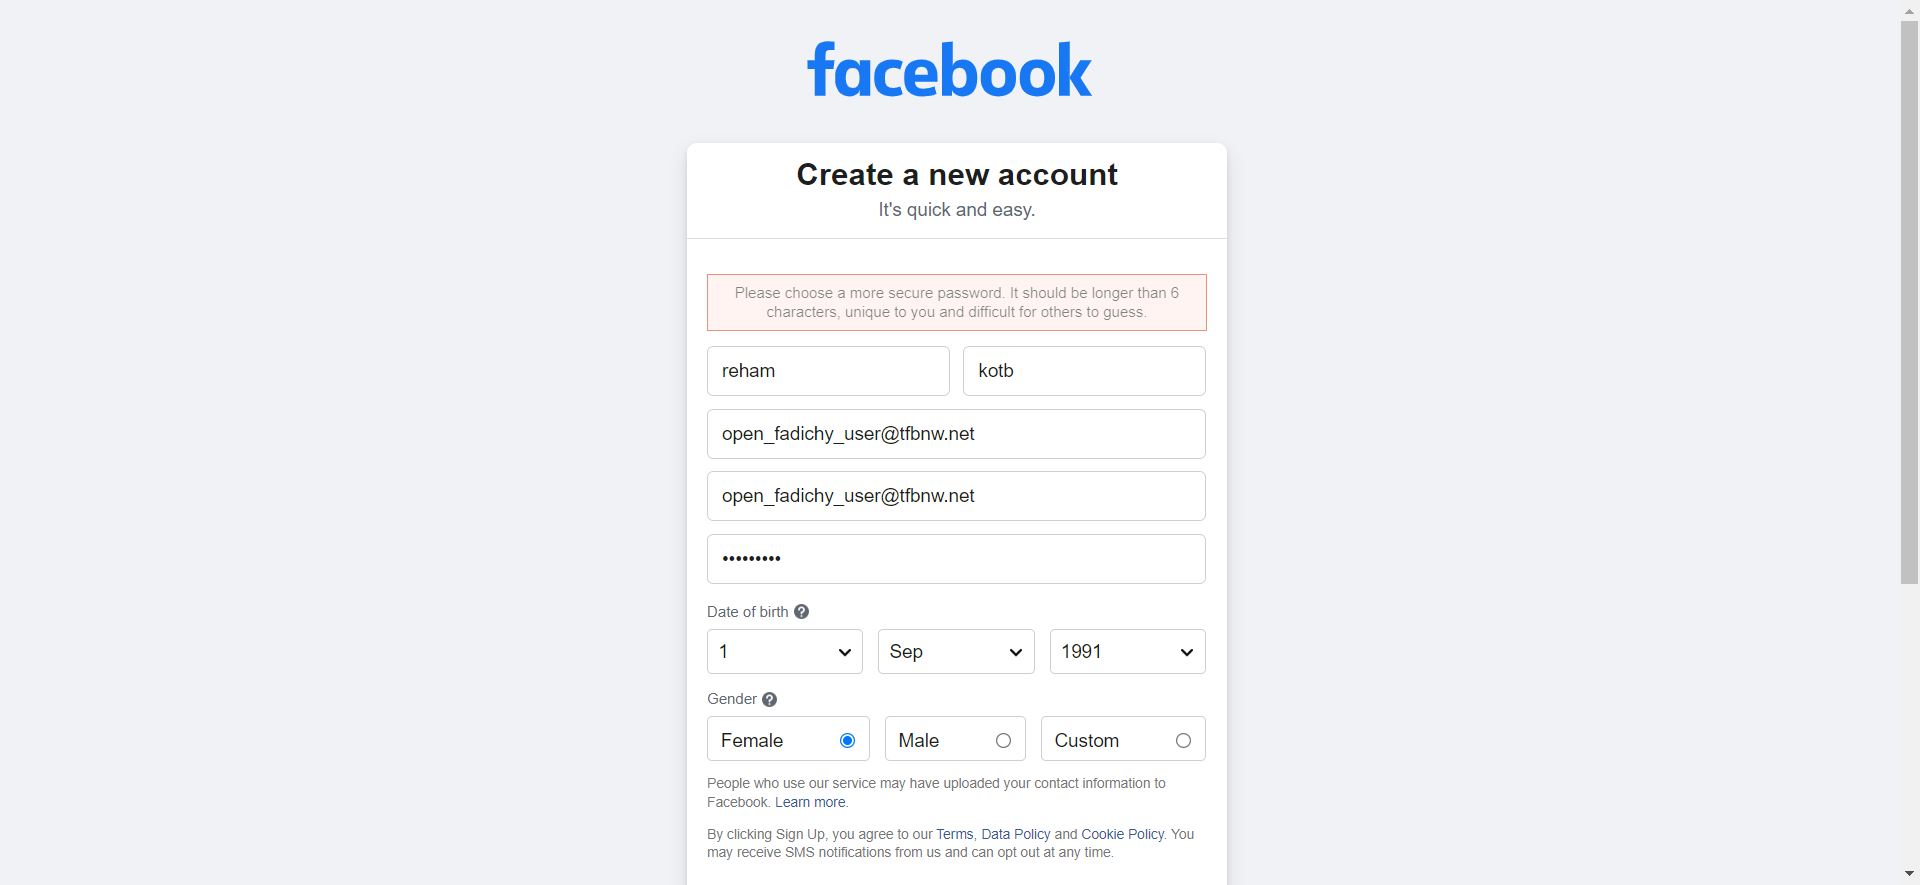 facebook
Create a new account
It's quick and easy.
Please choose a more secure password. It should be longer than 6
characters, unique to you and difficult for others to guess.
reham
kotb
open_fadichy_user@tfbnw.net
open_fadichy_user@tfbnw.net
•••••••••
Date of birth
1
Sep
1991
Gender
Female
Male
Custom
People who use our service may have uploaded your contact information to
Facebook. Learn more.
By clicking Sign Up, you agree to our Terms, Data Policy and Cookie Policy. You
may receive SMS notifications from us and can opt out at any time.